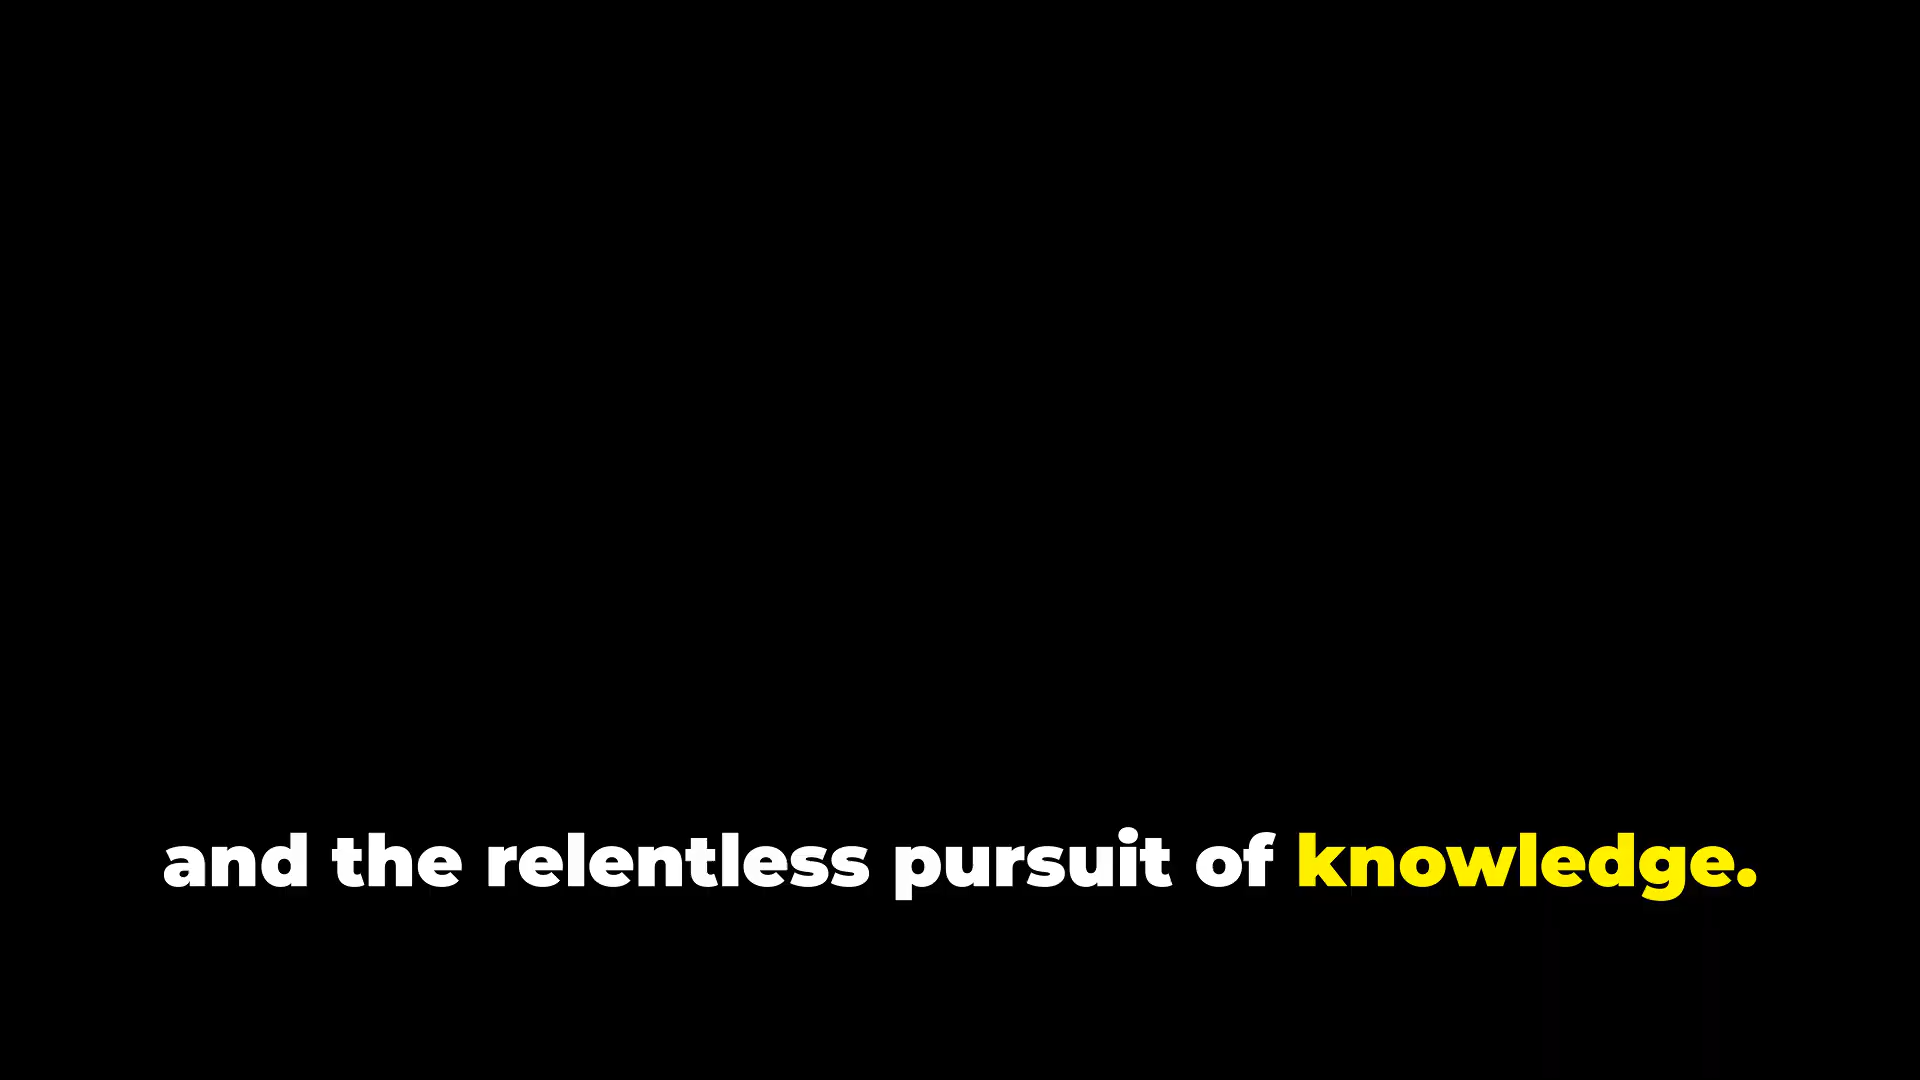 and the relentless pursuit of knowledge.